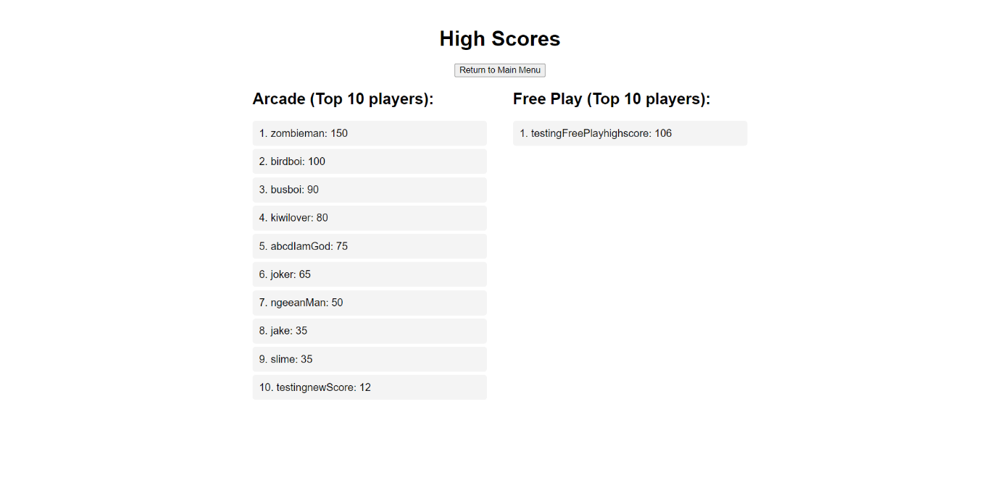 High Scores
Return to Main Menu
Arcade (Top 10 players):
1. zombieman: 150
2. birdboi: 100
3. busboi: 90
4. kiwilover: 80
5. abcdIamGod: 75
6. joker: 65
7. ngeeanMan: 50
8. jake: 35
9. slime: 35
10. testingnewScore: 12
Free Play (Top 10 players):
1. testingFreePlayhighscore: 106